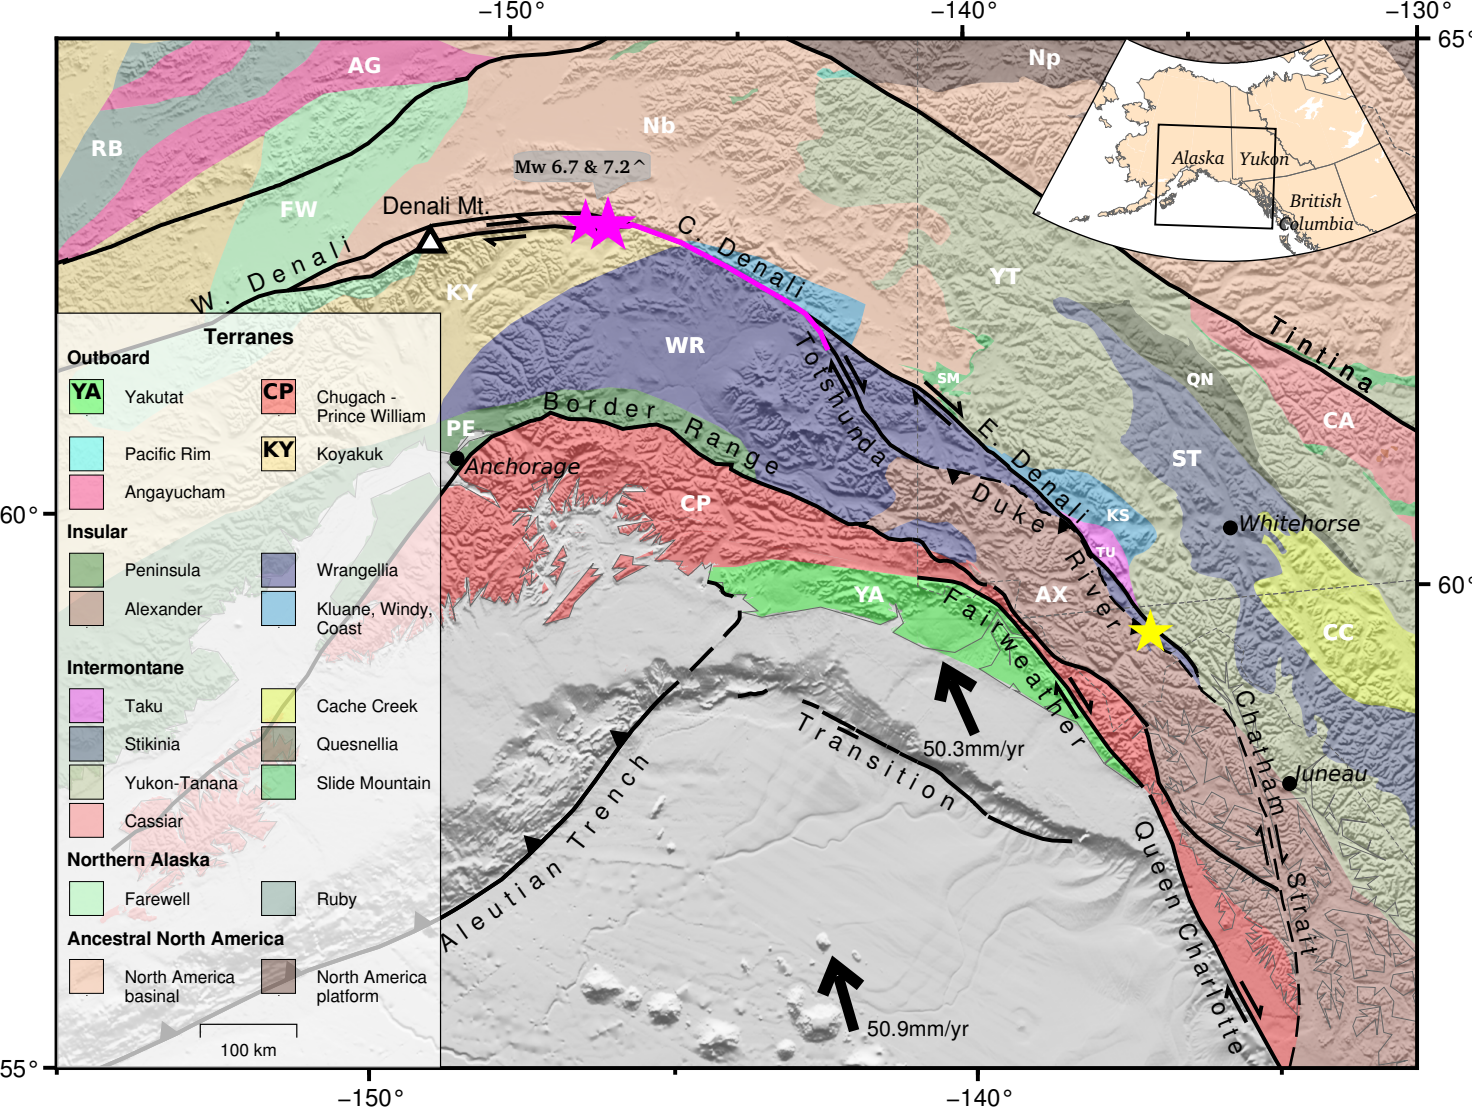 −150°
−140°
−130°
65°
AG
Np
RB
Nb
Mw 6.7 & 7.2^
Alaska
Yukon
British
Columbia
FW
Denali Mt.
W. Denali
C. Denali
KY
YT
WR
Totshunda
SM
QN
Tintina
CA
Border Range
PE
Anchorage
E. Denali
ST
CP
Duke River
KS
TU
Whitehorse
60°
60°
YA
AX
CC
Fairweather
50.3mm/yr
Transition
Chatham Strait
Juneau
Aleutian Trench
Queen Charlotte
50.9mm/yr
Terranes
Outboard
YA
Yakutat
CP
Chugach -
Prince William
Pacific Rim
KY
Koyakuk
Angayucham
Insular
Peninsula
Wrangellia
Alexander
Kluane, Windy,
Coast
Intermontane
Taku
Cache Creek
Stikinia
Quesnellia
Yukon-Tanana
Slide Mountain
Cassiar
Northern Alaska
Farewell
Ruby
Ancestral North America
North America
basinal
North America
platform
100 km
55°
−150°
−140°